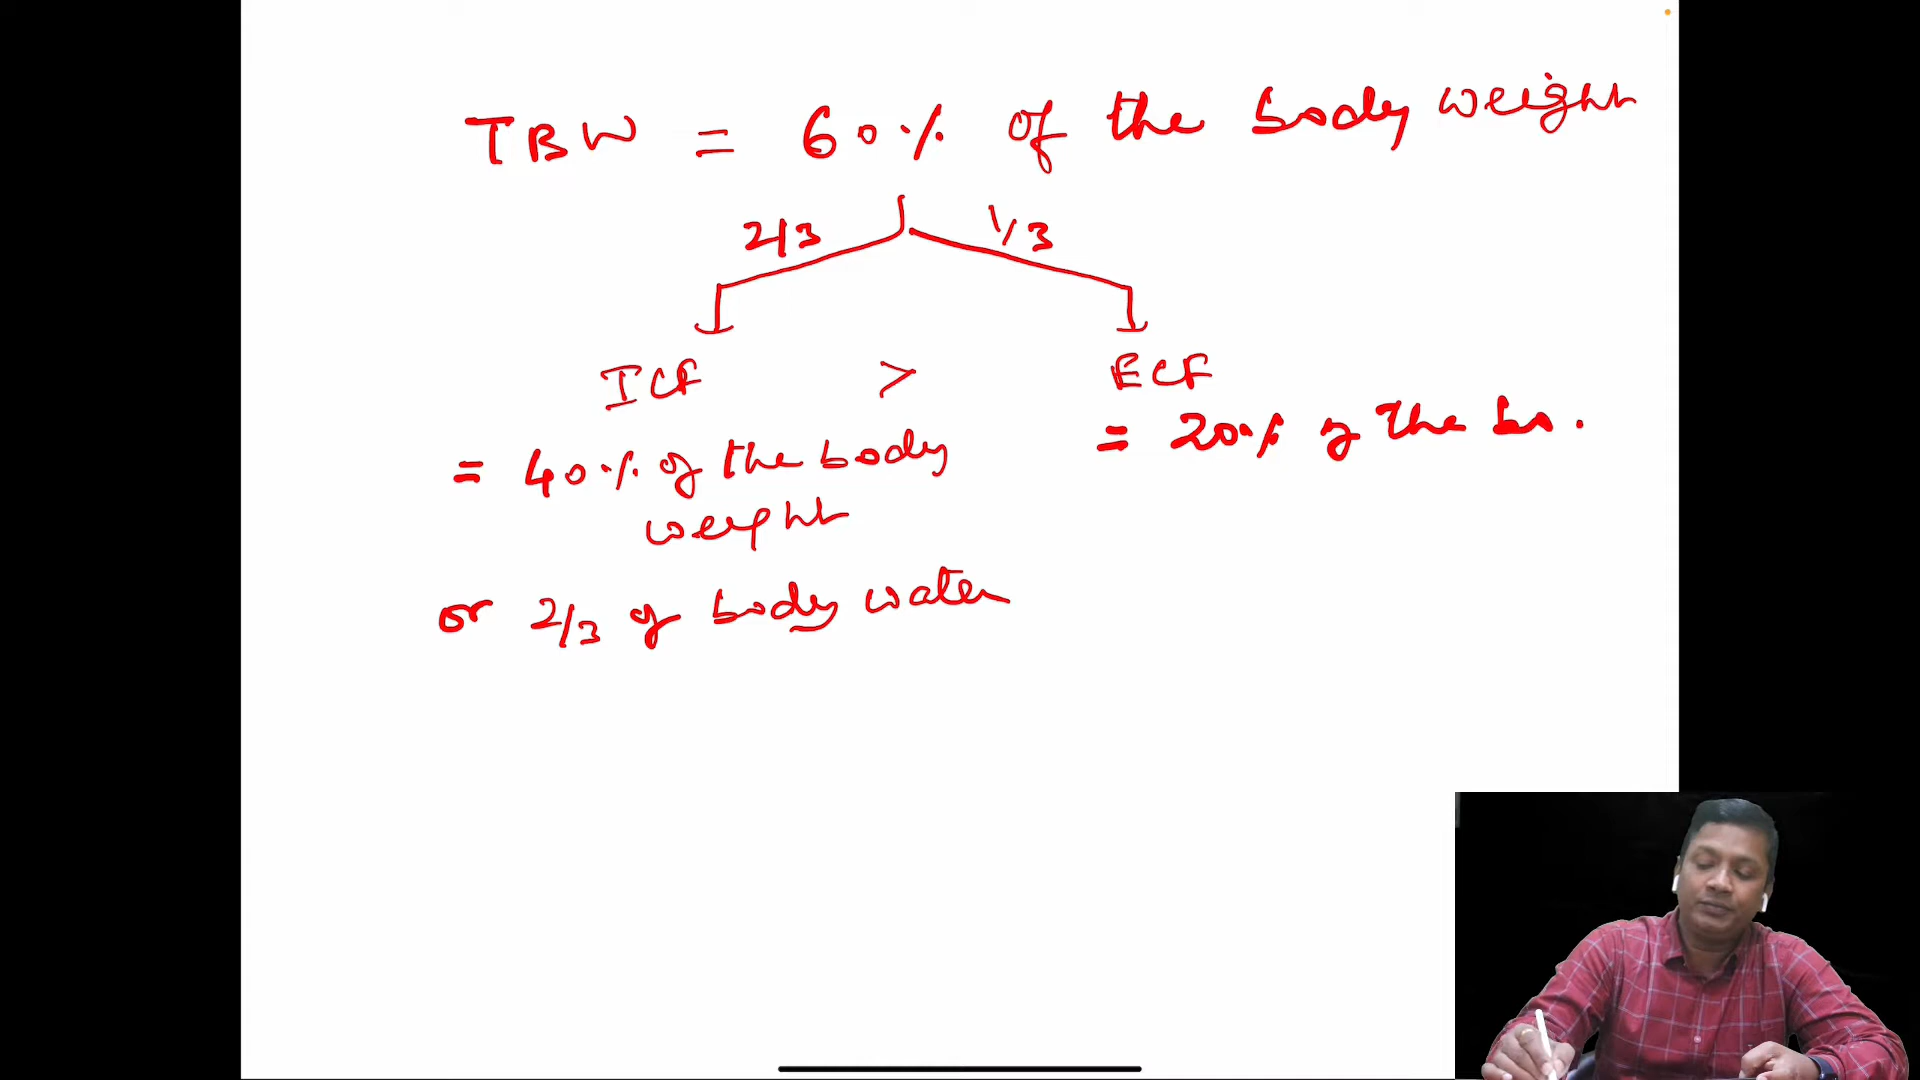 TBW = 60% of the body weight
2/3 1/3
ICF > ECF
= 40% of the body = 20% of the
weight
or 2/3 of body water